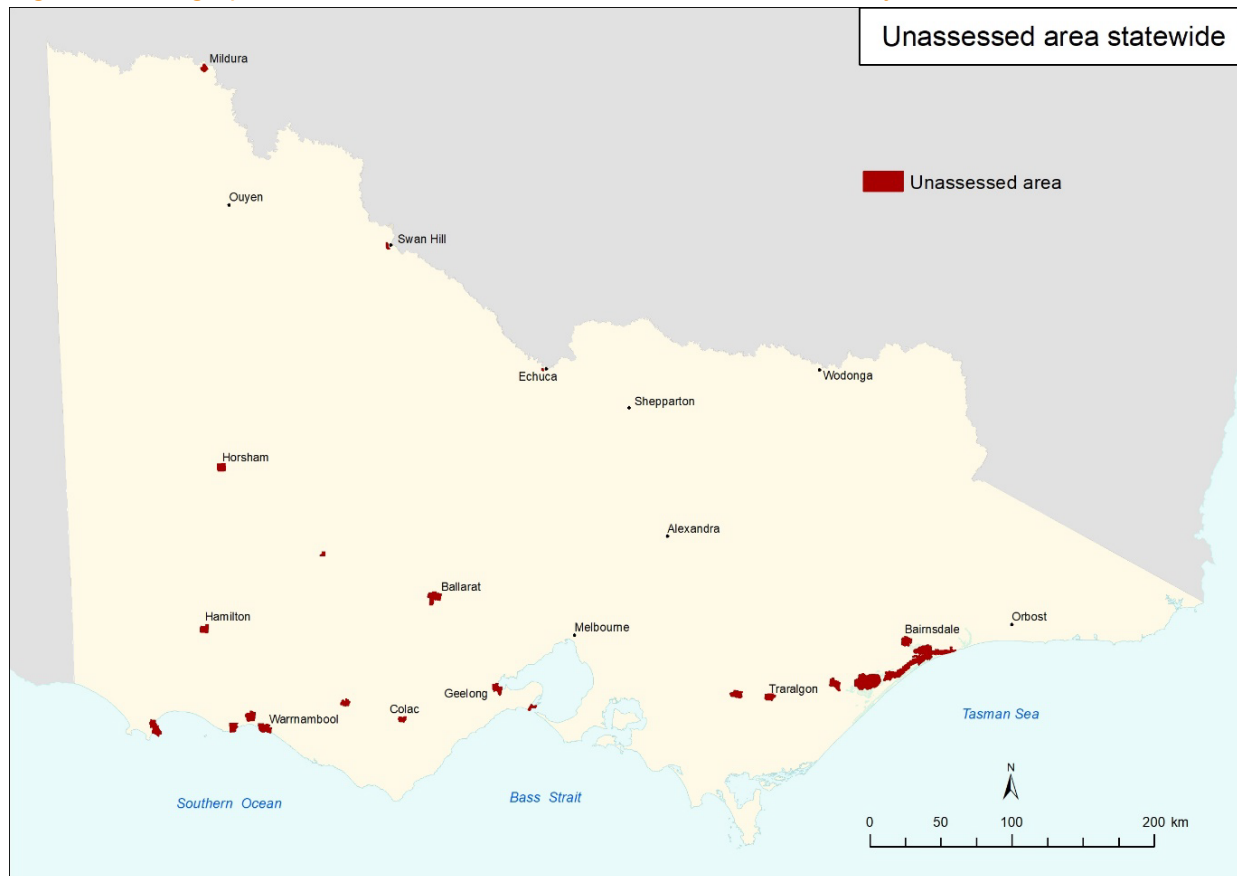 Unassessed area statewide
Mildura
Unassessed area
Ouyen
Swan Hill
Echuca
Wodonga
Shepparton
Horsham
Alexandra
Ballarat
Hamilton
Melbourne
Orbost
Bairnsdale
Geelong
Traralgon
Colac
Warrnambool
Tasman Sea
N
Southern Ocean
Bass Strait
0 50 100 200 km